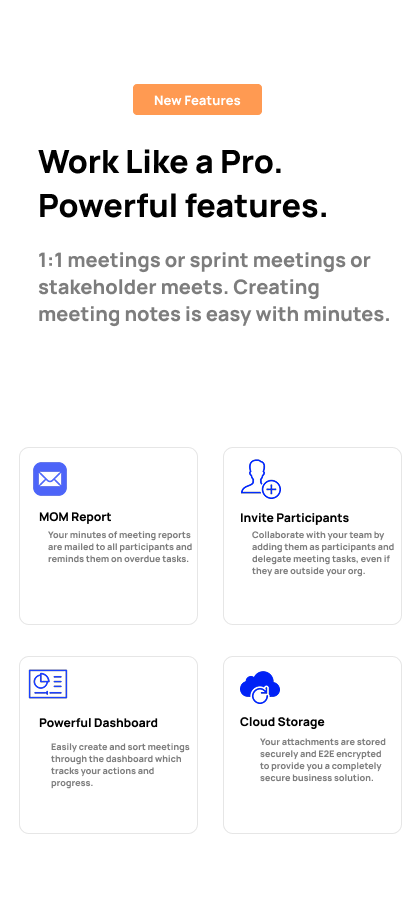 New Features
Work Like a Pro.
Powerful features.
1:1 meetings or sprint meetings or
stakeholder meets. Creating
meeting notes is easy with minutes.
MOM Report
Your minutes of meeting reports
are mailed to all participants and
reminds them on overdue tasks.
Invite Participants
Collaborate with your team by
adding them as participants and
delegate meeting tasks, even if
they are outside your org.
Powerful Dashboard
Easily create and sort meetings
through the dashboard which
tracks your actions and
progress.
Cloud Storage
Your attachments are stored
securely and E2E encrypted
to provide you a completely
secure business solution.